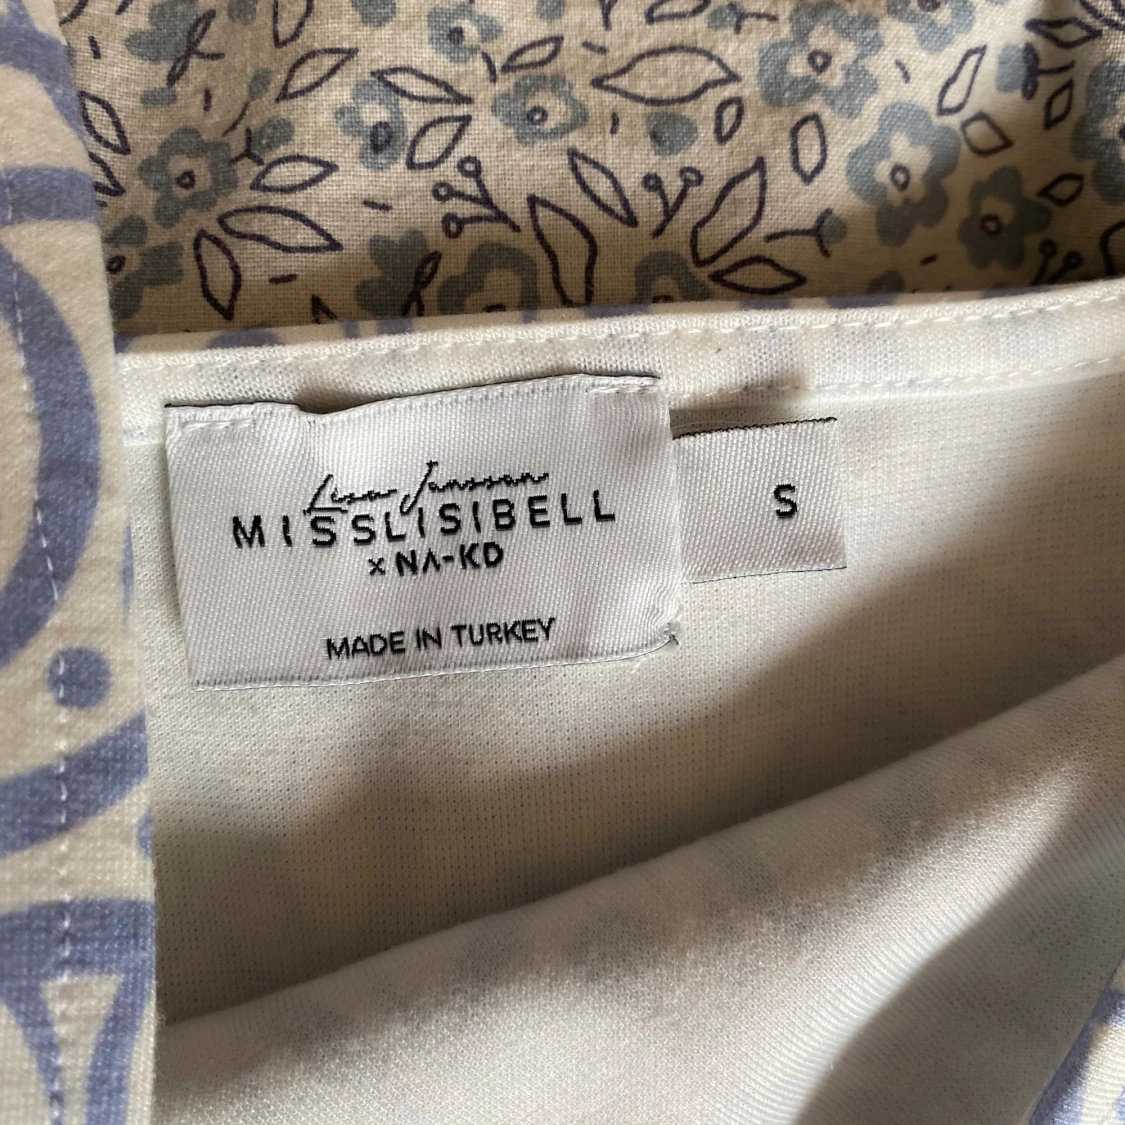 Lisa Jansson
MISSLISIBELL
x NA-KD
MADE IN TURKEY
S